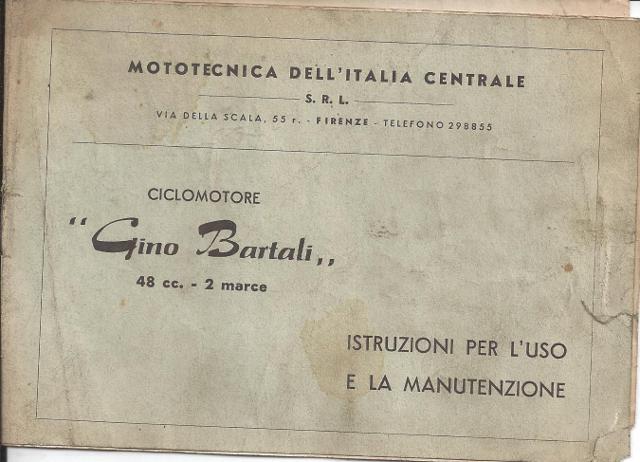 MOTOTECNICA DELL'ITALIA CENTRALE
S. R. L.
VIA DELLA SCALA, 55 r. - FIRENZE - TELEFONO 298855
CICLOMOTORE
"Gino Bartali„
48 cc. - 2 marce
ISTRUZIONI PER L'USO
E LA MANUTENZIONE